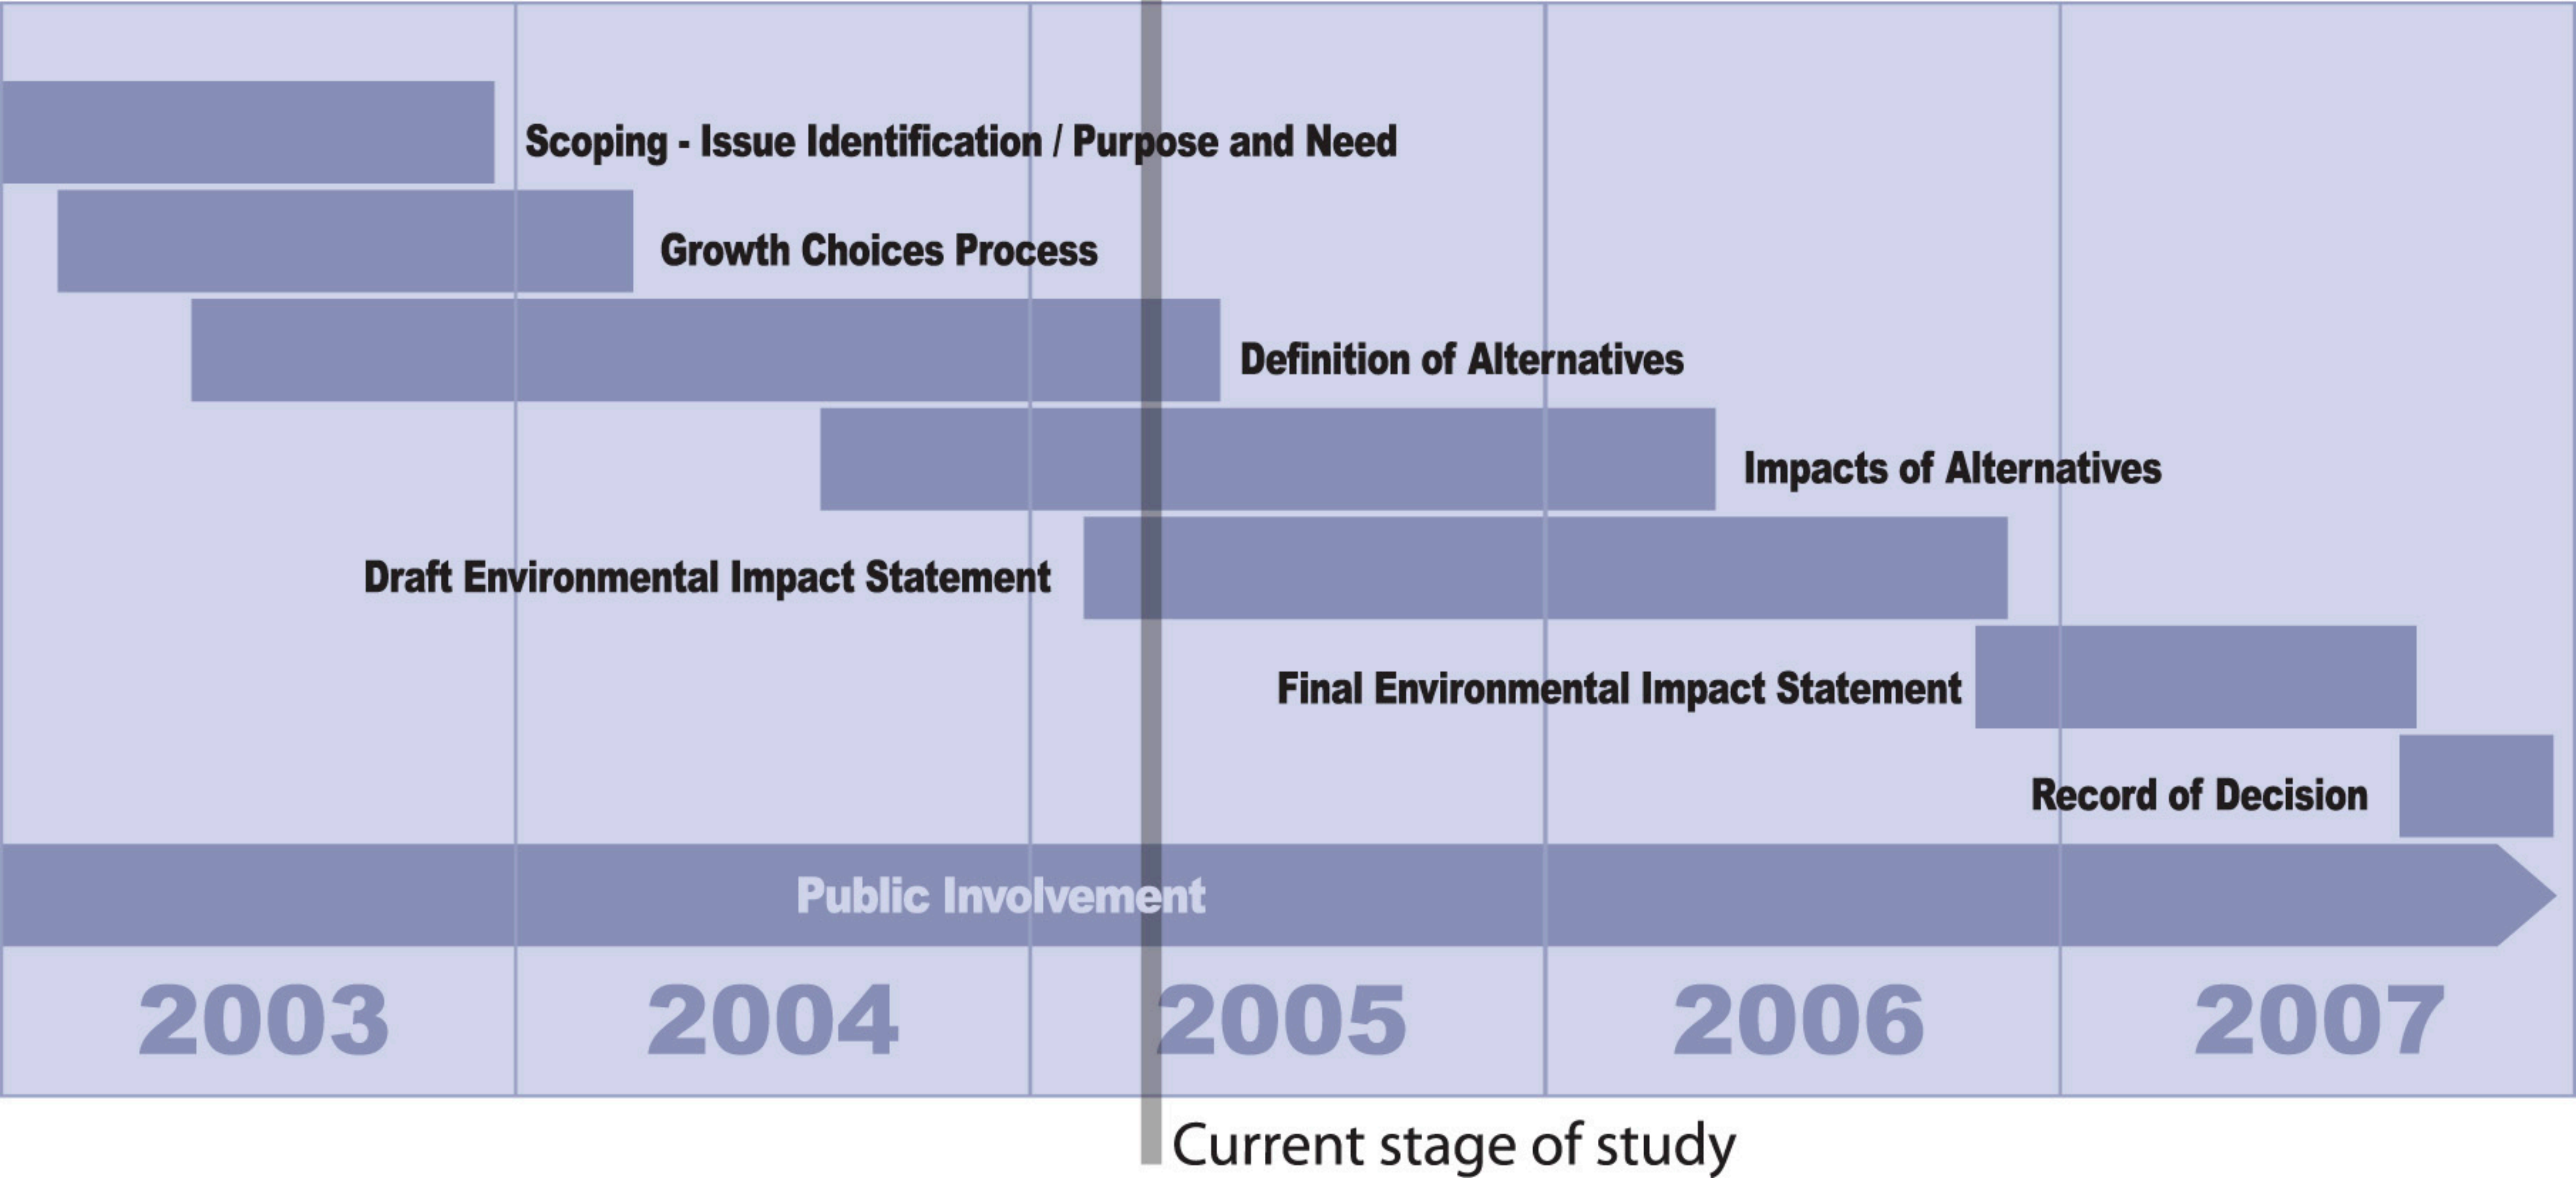 Scoping - Issue Identification / Purpose and Need
Growth Choices Process
Definition of Alternatives
Impacts of Alternatives
Draft Environmental Impact Statement
Final Environmental Impact Statement
Record of Decision
Public Involvement
2003 2004 2005 2006 2007
Current stage of study